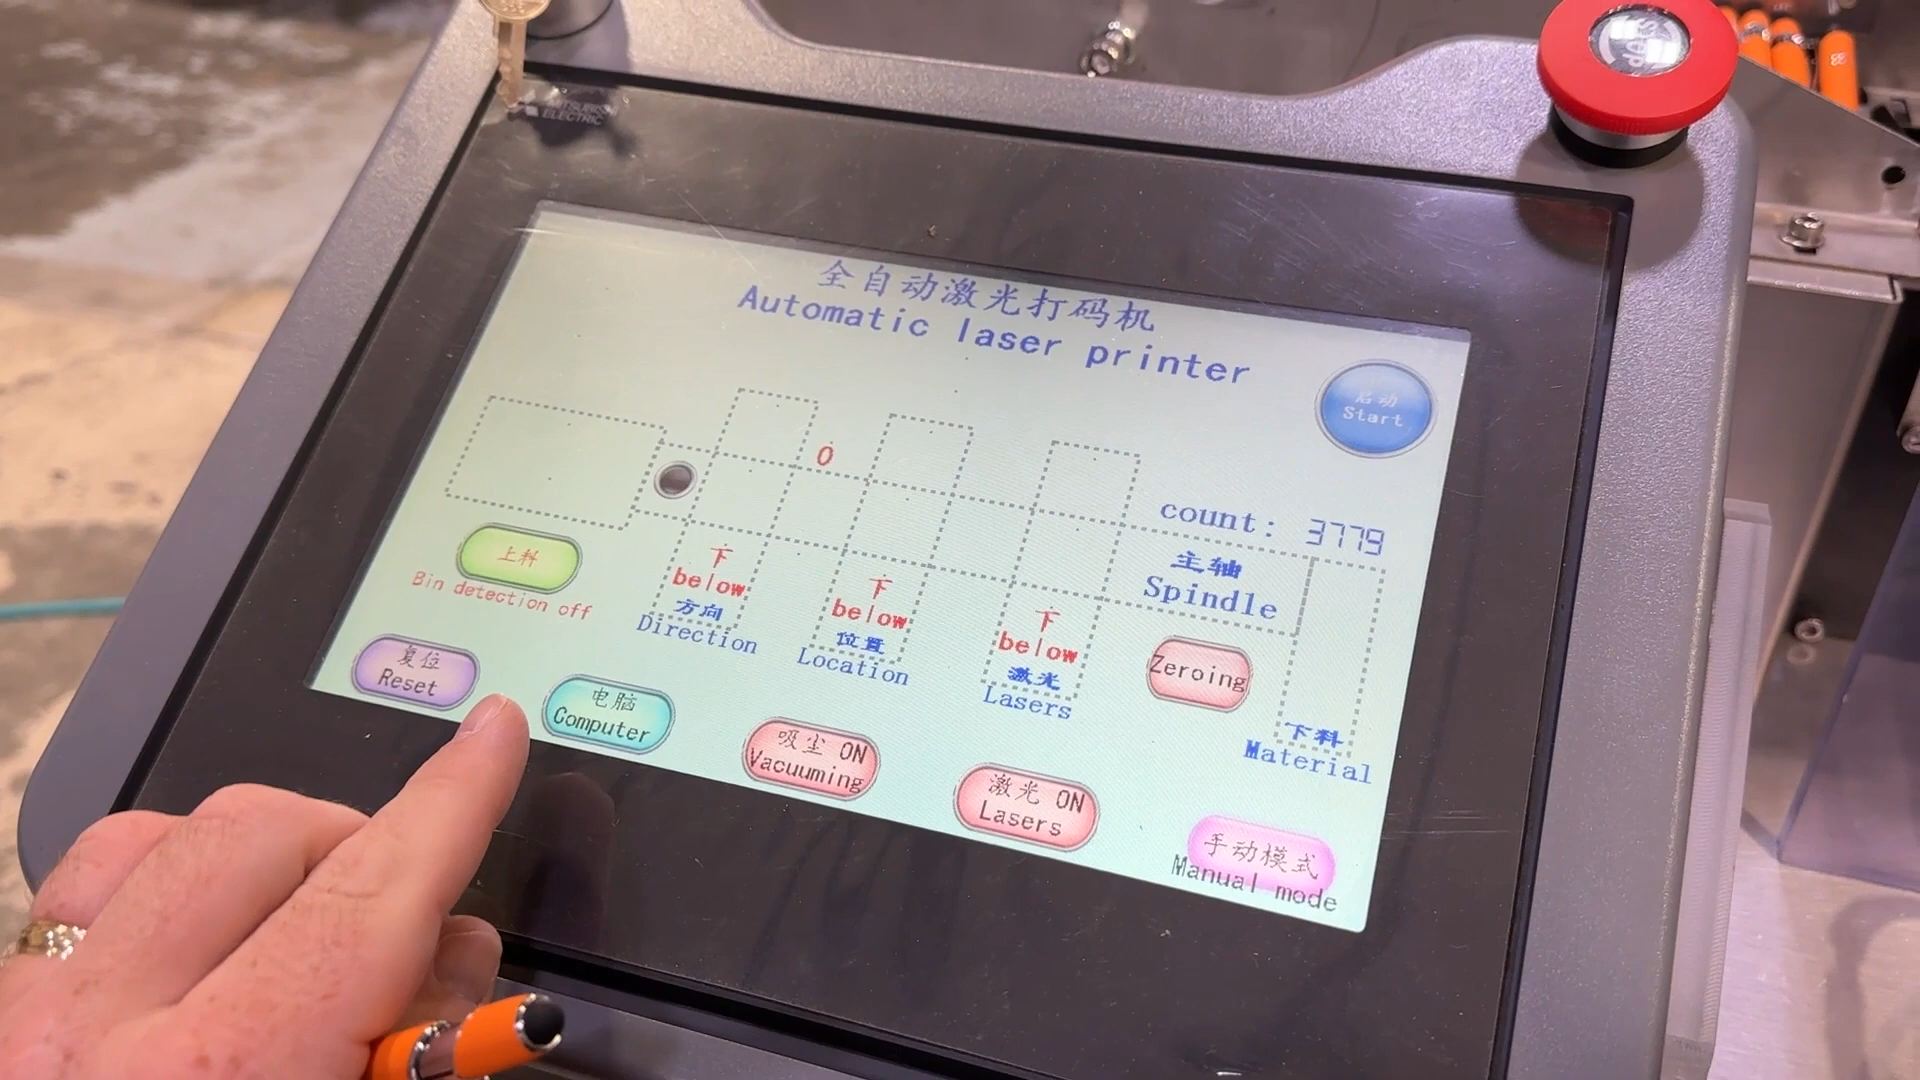 MITSUBISHI
ELECTRIC
STOP
全自动激光打码机
Automatic laser printer
启动
Start
0
count: 3779
主轴
Spindle
上料
Bin detection off
下
below
方向
Direction
下
below
位置
Location
下
below
激光
Lasers
Zeroing
下料
Material
复位
Reset
电脑
Computer
吸尘 ON
Vacuuming
激光 ON
Lasers
手动模式
Manual mode